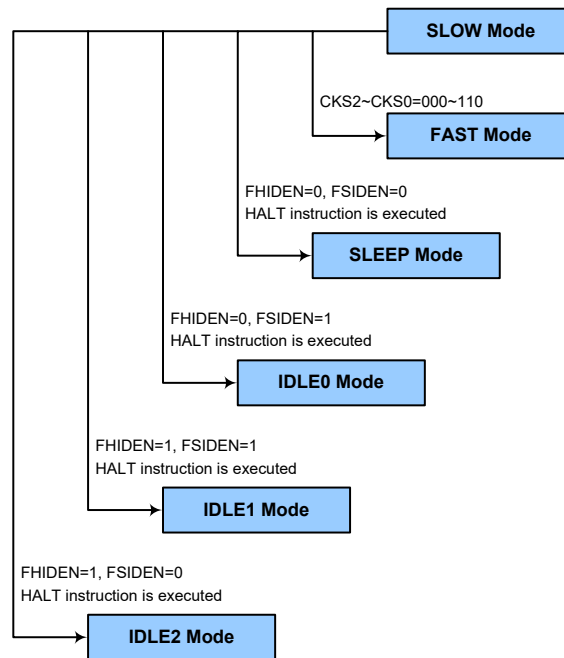 SLOW Mode
CKS2~CKS0=000~110
FAST Mode
FHIDEN=0, FSIDEN=0
HALT instruction is executed
SLEEP Mode
FHIDEN=0, FSIDEN=1
HALT instruction is executed
IDLE0 Mode
FHIDEN=1, FSIDEN=1
HALT instruction is executed
IDLE1 Mode
FHIDEN=1, FSIDEN=0
HALT instruction is executed
IDLE2 Mode